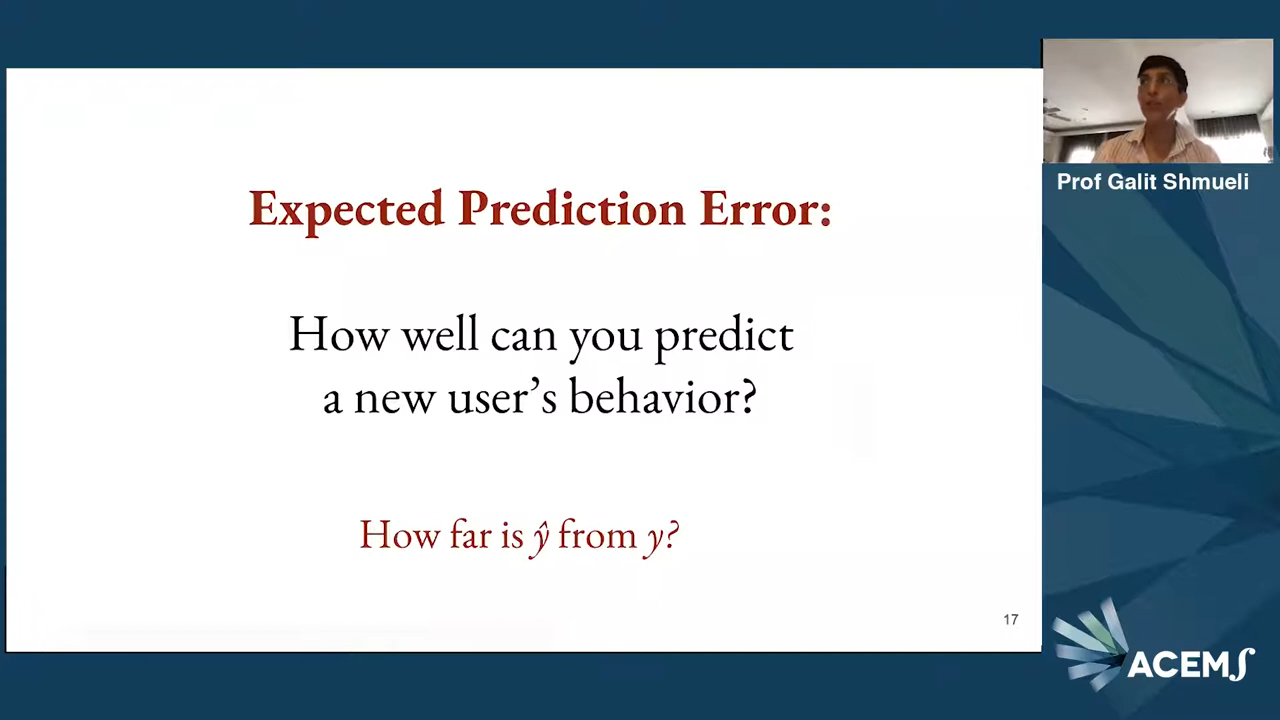 Expected Prediction Error:
How well can you predict
a new user’s behavior?
How far is ŷ from y?
17
Prof Galit Shmueli
ACEMS